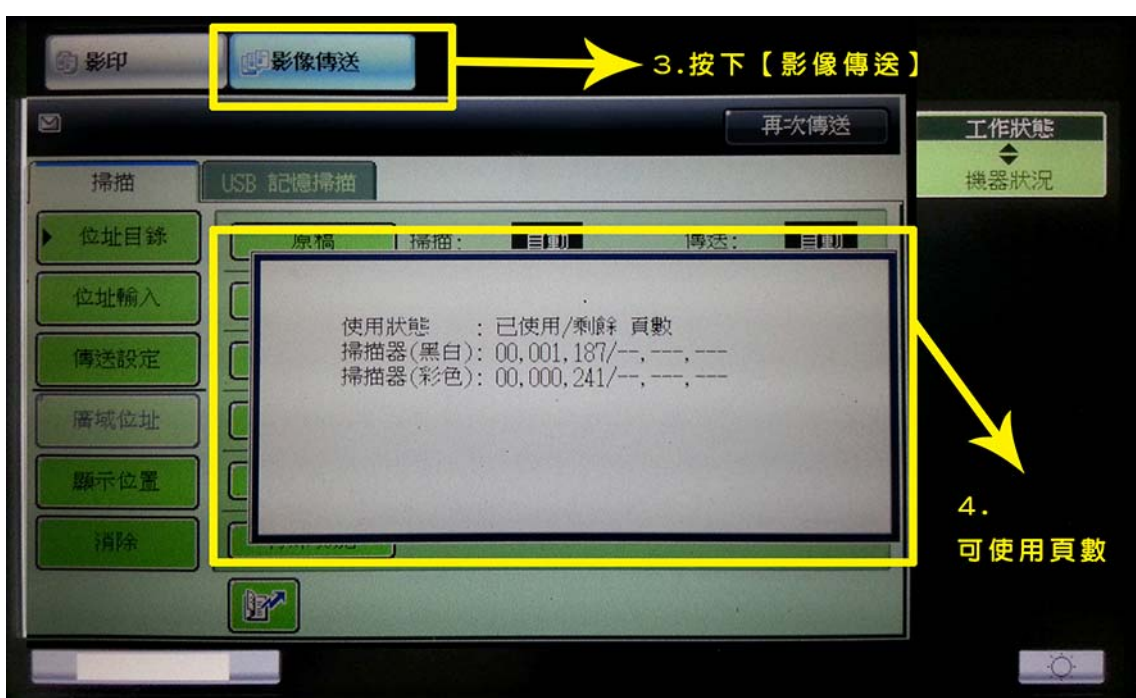 影印
影像傳送
3.按下【影像傳送】
再次傳送
工作狀態
機器狀況
掃描
USB 記憶掃描
位址目錄
原稿 掃描: 自動 傳送: 自動
位址輸入
使用狀態 : 已使用/剩餘 頁數
掃描器(黑白): 00,001,187/--,---,---
掃描器(彩色): 00,000,241/--,---,---
傳送設定
廣域位址
顯示位置
消除
4.
可使用頁數